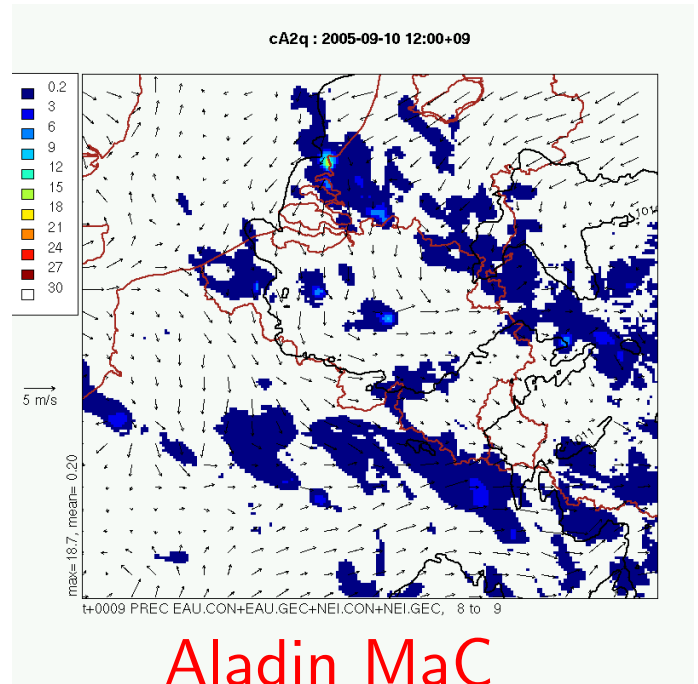 cA2q : 2005-09-10 12:00+09
0.2
3
6
9
12
15
18
21
24
27
30
5 m/s
max=18.7, mean= 0.20
t+0009 PREC EAU.CON+EAU.GEC+NEI.CON+NEI.GEC, 8 to 9
Aladin MaC